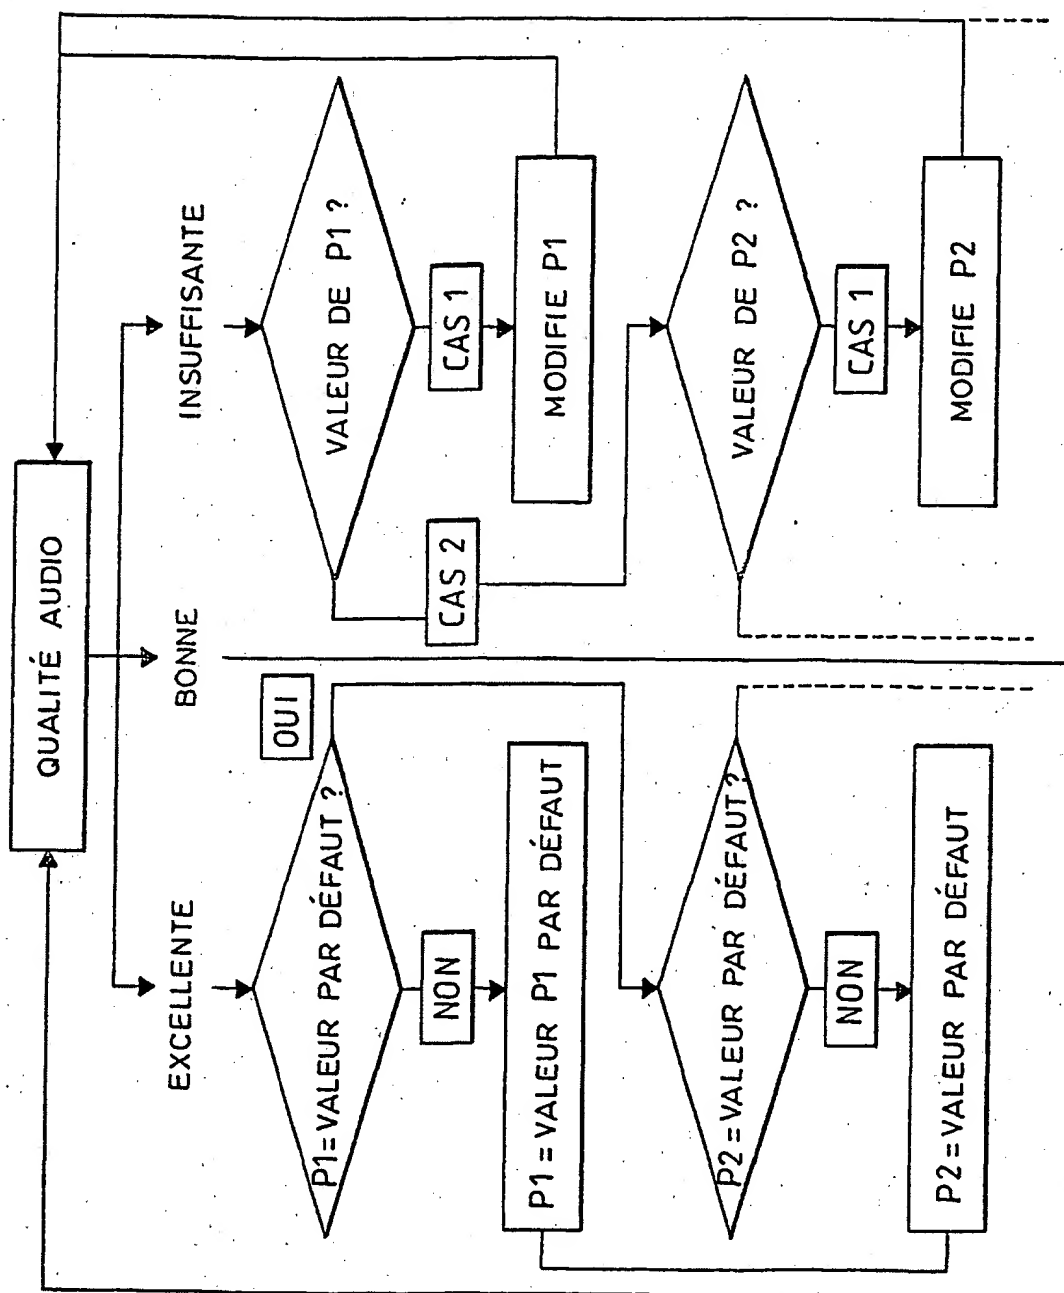 QUALITÉ AUDIO
EXCELLENTE
BONNE
INSUFFISANTE
P1=VALEUR PAR DÉFAUT ?
OUI
NON
P1=VALEUR P1 PAR DÉFAUT
P2=VALEUR PAR DÉFAUT ?
NON
P2=VALEUR PAR DÉFAUT
VALEUR DE P1 ?
CAS 2
CAS 1
MODIFIE P1
VALEUR DE P2 ?
CAS 1
MODIFIE P2